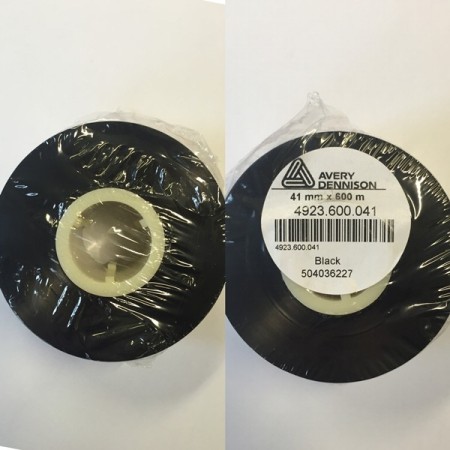 AVERY
DENNISON
41 mm x 600 m
4923.600.041
4923.600.041
Black
504036227